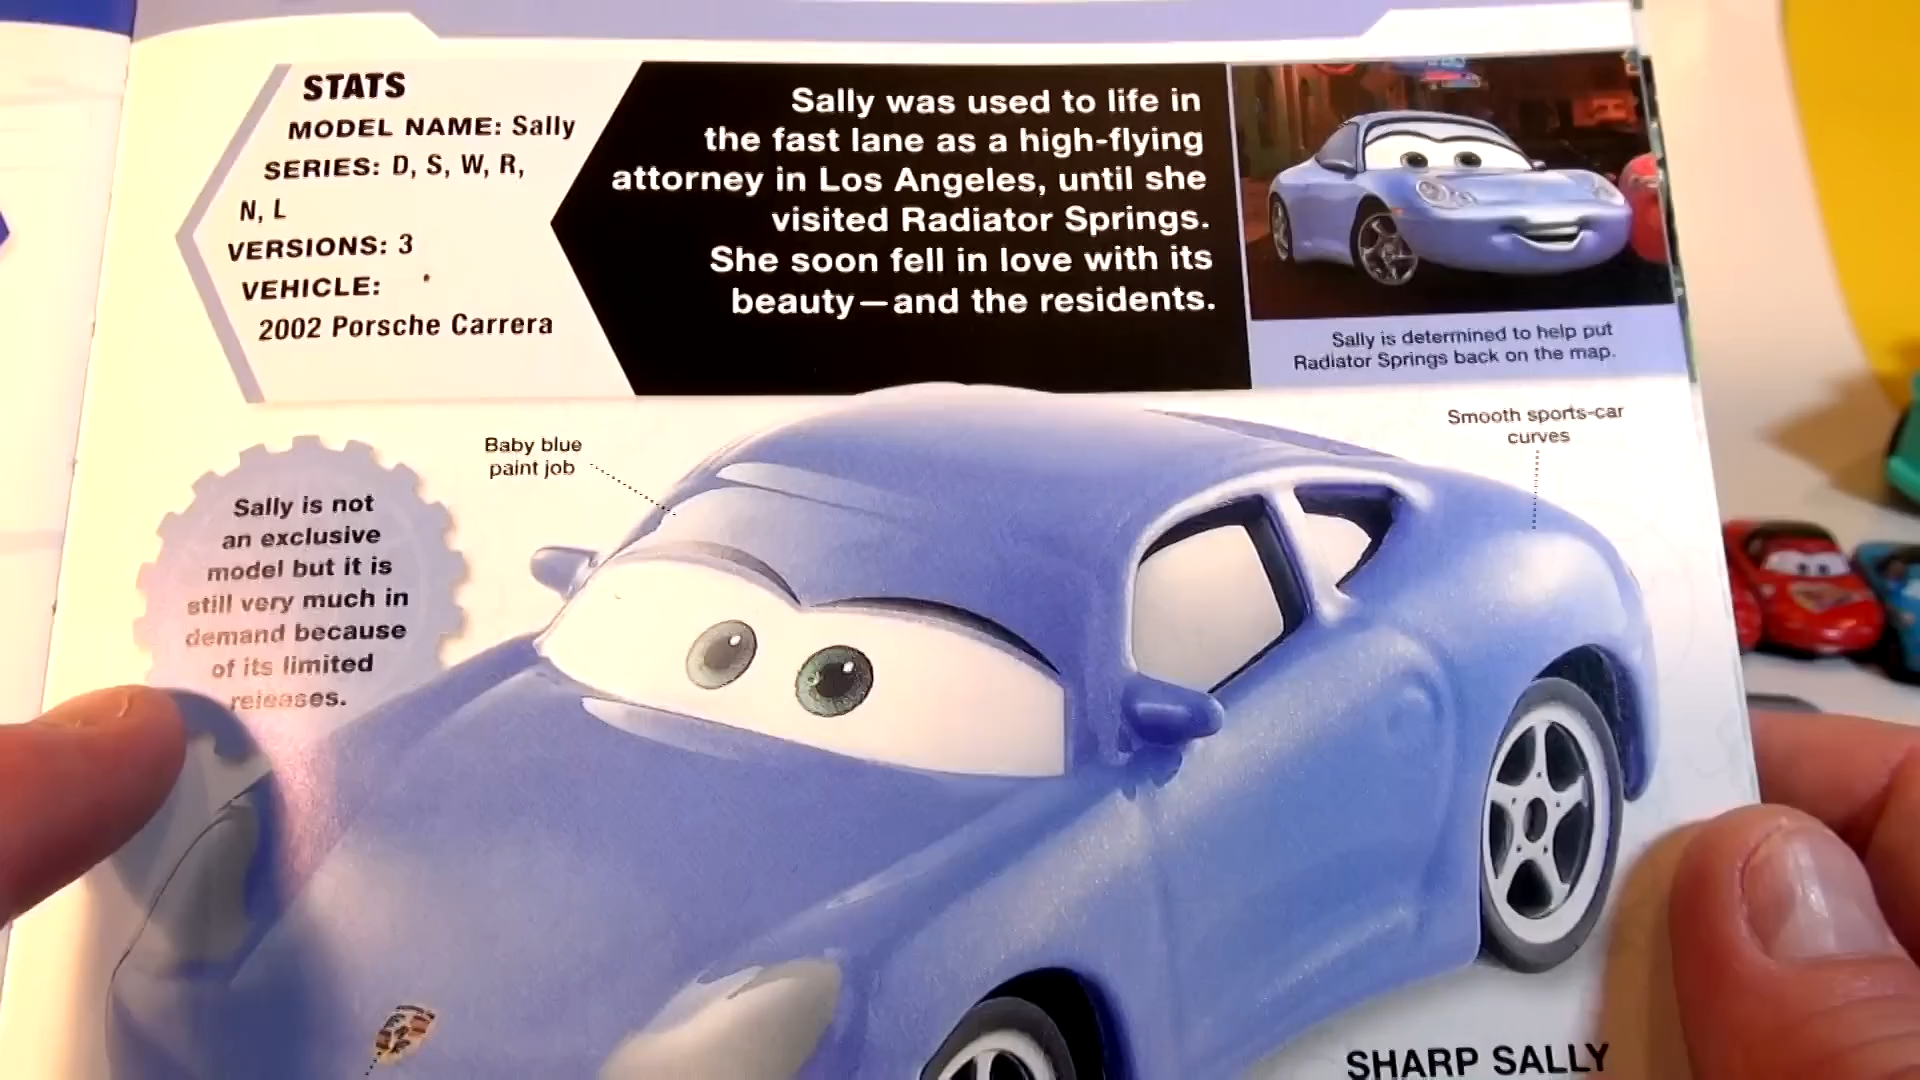 STATS
MODEL NAME: Sally
SERIES: D, S, W, R,
N, L
VERSIONS: 3
VEHICLE:
2002 Porsche Carrera
Sally was used to life in
the fast lane as a high-flying
attorney in Los Angeles, until she
visited Radiator Springs.
She soon fell in love with its
beauty—and the residents.
Sally is determined to help put
Radiator Springs back on the map.
Baby blue
paint job
Smooth sports-car
curves
Sally is not
an exclusive
model but it is
still very much in
demand because
of its limited
releases.
SHARP SALLY